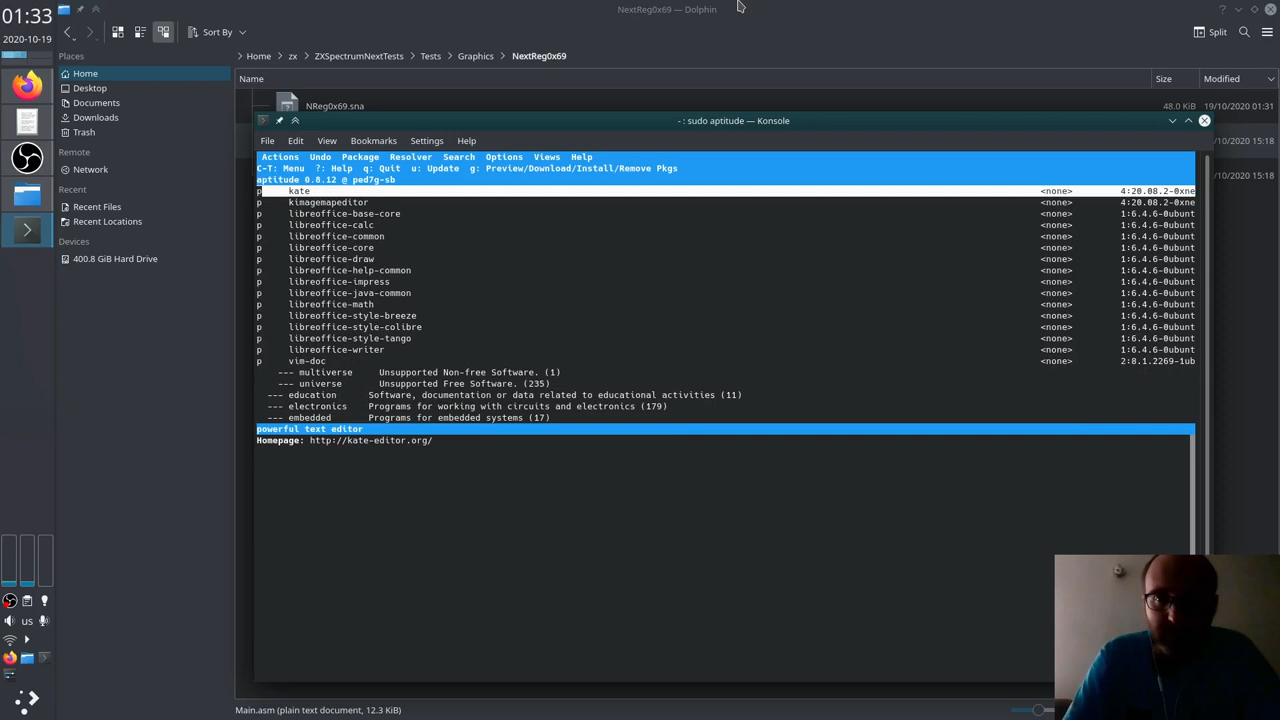 01:33
2020-10-19
NextReg0x69 — Dolphin
Sort By
Split
Places
Home
Desktop
Documents
Downloads
Trash
Remote
Network
Recent
Recent Files
Recent Locations
Devices
400.8 GiB Hard Drive
us
Home > zx > ZXSpectrumNextTests > Tests > Graphics > NextReg0x69
Name Size Modified
NReg0x69.sna 48.0 KiB 19/10/2020 01:31
15:18
15:18
- : sudo aptitude — Konsole
File Edit View Bookmarks Settings Help
Actions Undo Package Resolver Search Options Views Help
C-T: Menu ?: Help q: Quit u: Update g: Preview/Download/Install/Remove Pkgs
aptitude 0.8.12 @ ped7g-sb
p kate <none> 4:20.08.2-0xne
p kimagemapeditor <none> 4:20.08.2-0xne
p libreoffice-base-core <none> 1:6.4.6-0ubunt
p libreoffice-calc <none> 1:6.4.6-0ubunt
p libreoffice-common <none> 1:6.4.6-0ubunt
p libreoffice-core <none> 1:6.4.6-0ubunt
p libreoffice-draw <none> 1:6.4.6-0ubunt
p libreoffice-help-common <none> 1:6.4.6-0ubunt
p libreoffice-impress <none> 1:6.4.6-0ubunt
p libreoffice-java-common <none> 1:6.4.6-0ubunt
p libreoffice-math <none> 1:6.4.6-0ubunt
p libreoffice-style-breeze <none> 1:6.4.6-0ubunt
p libreoffice-style-colibre <none> 1:6.4.6-0ubunt
p libreoffice-style-tango <none> 1:6.4.6-0ubunt
p libreoffice-writer <none> 1:6.4.6-0ubunt
p vim-doc <none> 2:8.1.2269-1ub
--- multiverse Unsupported Non-free Software. (1)
--- universe Unsupported Free Software. (235)
--- education Software, documentation or data related to educational activities (11)
--- electronics Programs for working with circuits and electronics (179)
--- embedded Programs for embedded systems (17)
powerful text editor
Homepage: http://kate-editor.org/
Main.asm (plain text document, 12.3 KiB)